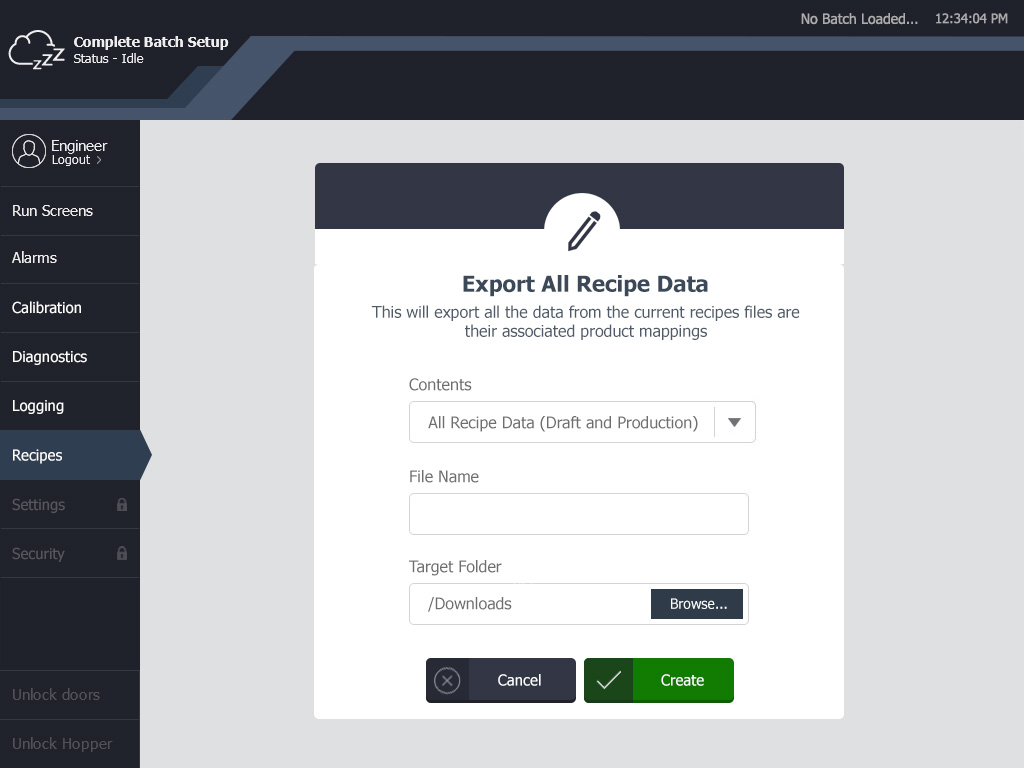 No Batch Loaded... 12:34:04 PM
Complete Batch Setup
Status - Idle
zzz
Engineer
Logout >
Run Screens
Alarms
Calibration
Diagnostics
Logging
Recipes
Settings
Security
Unlock doors
Unlock Hopper
Export All Recipe Data
This will export all the data from the current recipes files are
their associated product mappings
Contents
All Recipe Data (Draft and Production)
File Name
Target Folder
/Downloads Browse...
Cancel Create